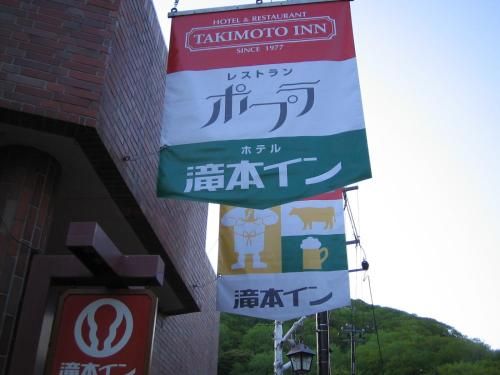 HOTEL & RESTAURANT
TAKIMOTO INN
SINCE 1977
レストラン
ポプラ
ホテル
滝本イン
滝本イン
滝本イン